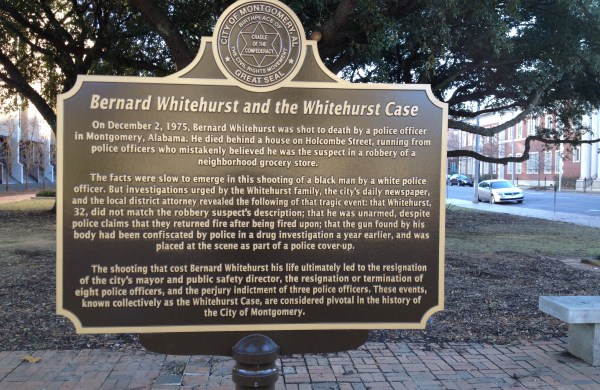 CITY OF MONTGOMERY, AL
BIRTHPLACE OF
CRADLE
OF THE
CONFEDERACY
THE CIVIL RIGHTS MOVEMENT
GREAT SEAL
Bernard Whitehurst and the Whitehurst Case
On December 2, 1975, Bernard Whitehurst was shot to death by a police officer
in Montgomery, Alabama. He died behind a house on Holcombe Street, running from
police officers who mistakenly believed he was the suspect in a robbery of a
neighborhood grocery store.
The facts were slow to emerge in this shooting of a black man by a white police
officer. But investigations urged by the Whitehurst family, the city's daily newspaper,
and the local district attorney revealed the following of that tragic event: that Whitehurst,
32, did not match the robbery suspect's description; that he was unarmed, despite
police claims that they returned fire after being fired upon; that the gun found by his
body had been confiscated by police in a drug investigation a year earlier, and was
placed at the scene as part of a police cover-up.
The shooting that cost Bernard Whitehurst his life ultimately led to the resignation
of the city's mayor and public safety director, the resignation or termination of
eight police officers, and the perjury indictment of three police officers. These events,
known collectively as the Whitehurst Case, are considered pivotal in the history of
the City of Montgomery.